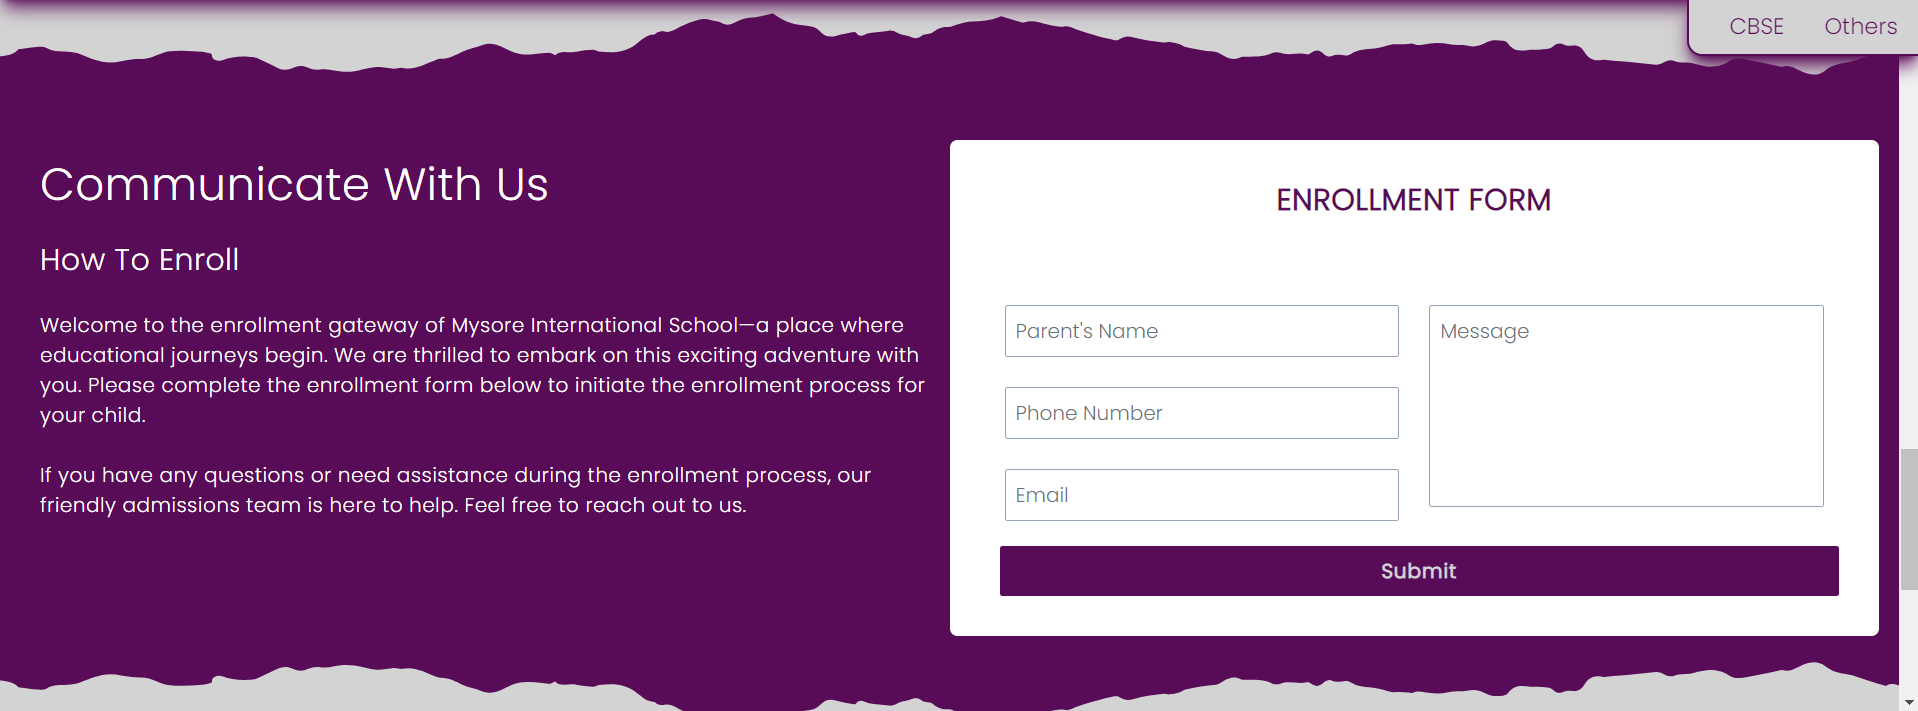 CBSE Others
Communicate With Us
How To Enroll
Welcome to the enrollment gateway of Mysore International School—a place where
educational journeys begin. We are thrilled to embark on this exciting adventure with
you. Please complete the enrollment form below to initiate the enrollment process for
your child.
If you have any questions or need assistance during the enrollment process, our
friendly admissions team is here to help. Feel free to reach out to us.
ENROLLMENT FORM
Parent's Name
Phone Number
Email
Message
Submit